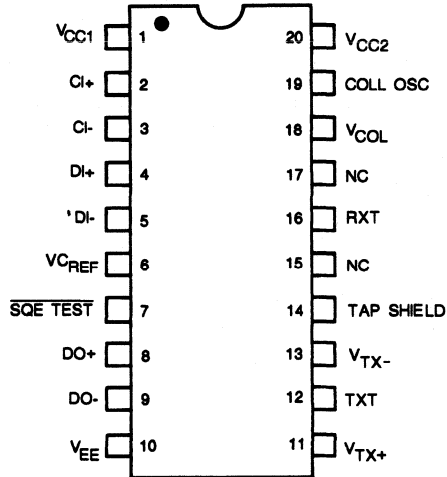 VCC1 1 20 VCC2
CI+ 2 19 COLL OSC
CI- 3 18 VCOL
DI+ 4 17 NC
'DI- 5 16 RXT
VCREF 6 15 NC
SQE TEST 7 14 TAP SHIELD
DO+ 8 13 VTX-
DO- 9 12 TXT
VEE 10 11 VTX+